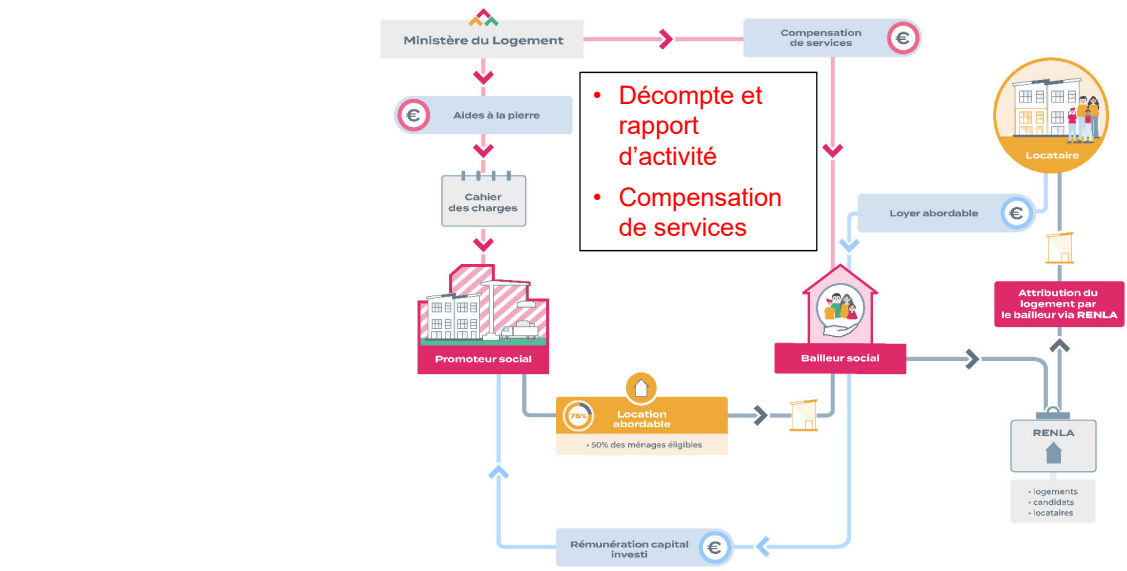 Ministère du Logement
Compensation
de services
€
€
Aides à la pierre
• Décompte et
rapport
d’activité
• Compensation
de services
Locataire
Cahier
des charges
Loyer abordable
€
Attribution du
logement par
le bailleur via RENLA
Promoteur social
Bailleur social
75%
Location
abordable
• 50% des ménages éligibles
RENLA
• logements
• candidats
• locataires
Rémunération capital
investi
€